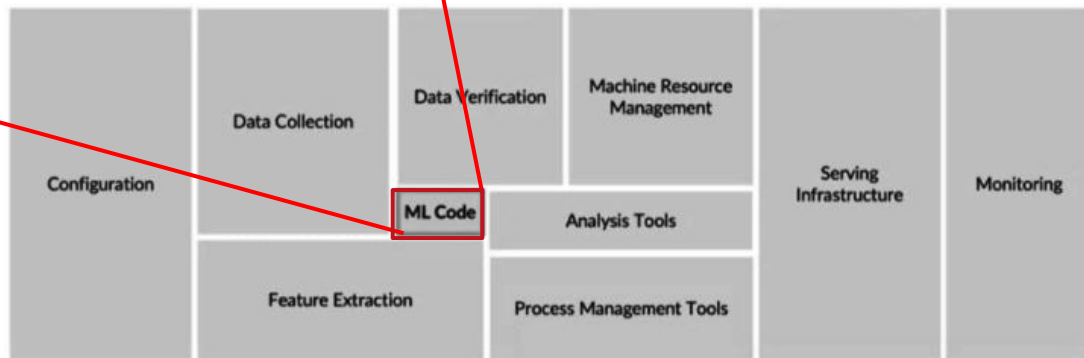 Configuration
Data Collection
Data Verification
Machine Resource
Management
ML Code
Analysis Tools
Feature Extraction
Process Management Tools
Serving
Infrastructure
Monitoring